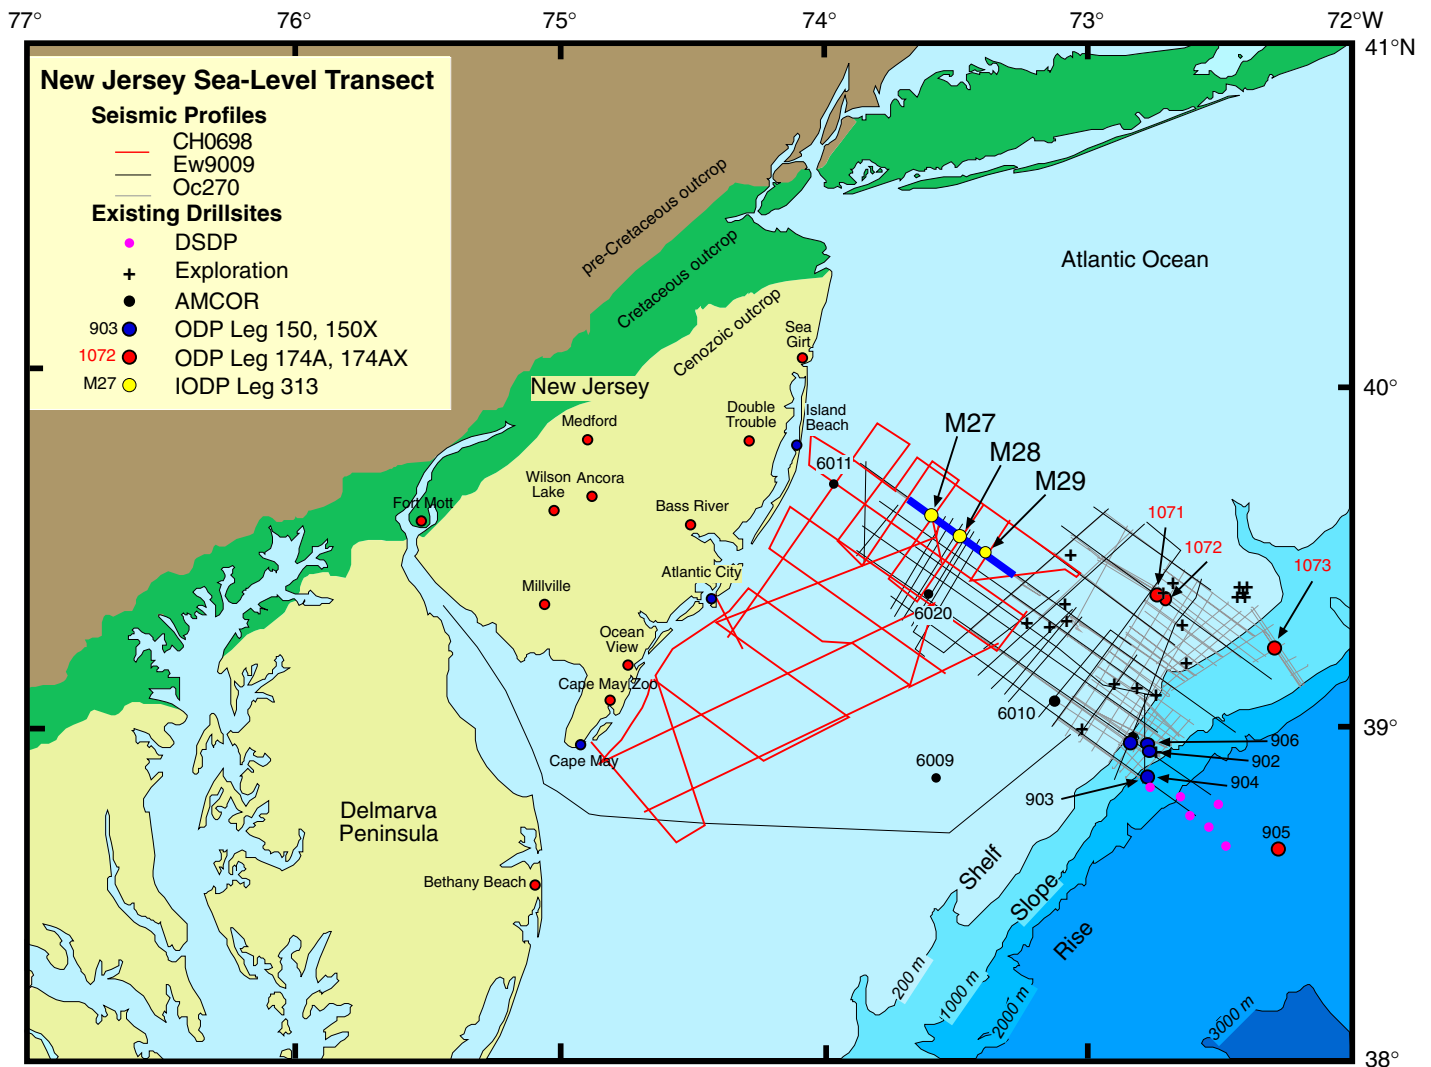 77°
76°
75°
74°
73°
72°W
41°N
New Jersey Sea-Level Transect
Seismic Profiles
CH0698
Ew9009
Oc270
Existing Drillsites
DSDP
Exploration
AMCOR
903 ODP Leg 150, 150X
1072 ODP Leg 174A, 174AX
M27 IODP Leg 313
pre-Cretaceous outcrop
Cretaceous outcrop
Cenozoic outcrop
Atlantic Ocean
Sea
Girt
40°
New Jersey
Medford
Double
Trouble
Island
Beach
M27
M28
M29
6011
Wilson
Lake
Ancora
Fort Mott
Bass River
1071
1072
1073
Atlantic City
Millville
6020
Ocean
View
Cape May Zoo
6010
39°
906
902
904
903
Cape May
6009
Delmarva
Peninsula
905
Bethany Beach
Shelf
Slope
Rise
200 m
1000 m
2000 m
3000 m
38°